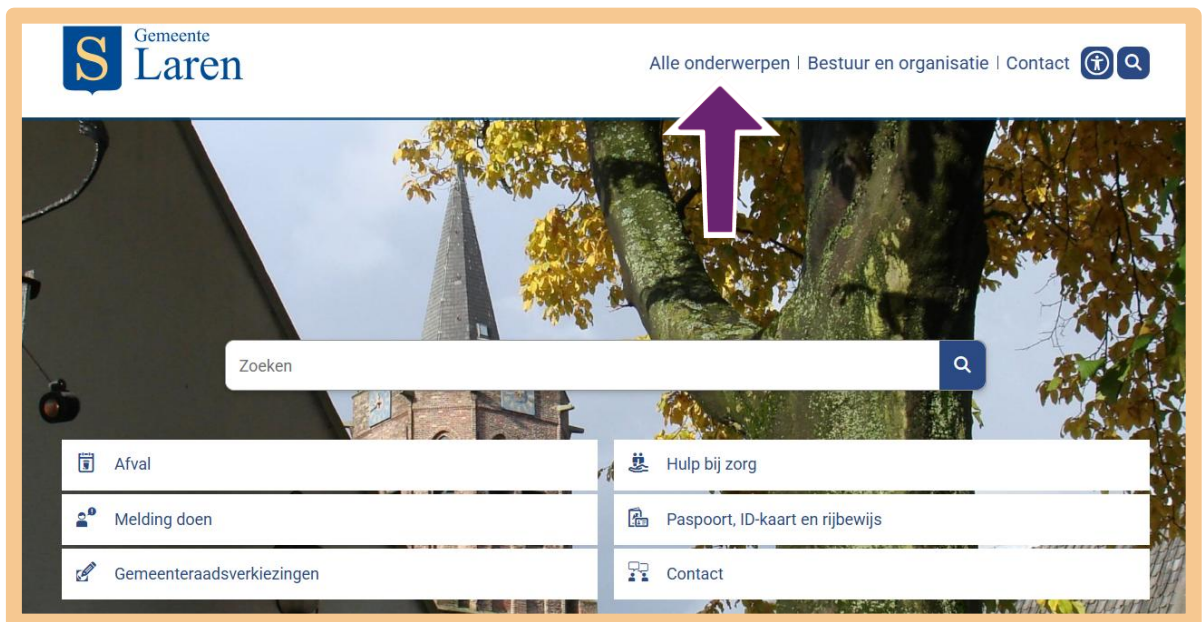 S
Gemeente
Laren
Alle onderwerpen | Bestuur en organisatie | Contact
Zoeken
Afval
Hulp bij zorg
Melding doen
Paspoort, ID-kaart en rijbewijs
Gemeenteraadsverkiezingen
Contact